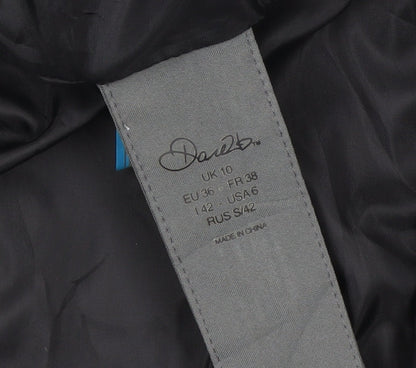 Dare2b™
UK 10
EU 36 FR 38
I 42 USA 6
RUS S/42
MADE IN CHINA